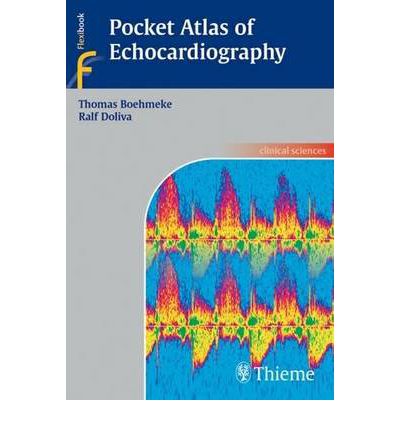 Flexibook
Pocket Atlas of
Echocardiography
Thomas Boehmeke
Ralf Doliva
clinical sciences
Thieme